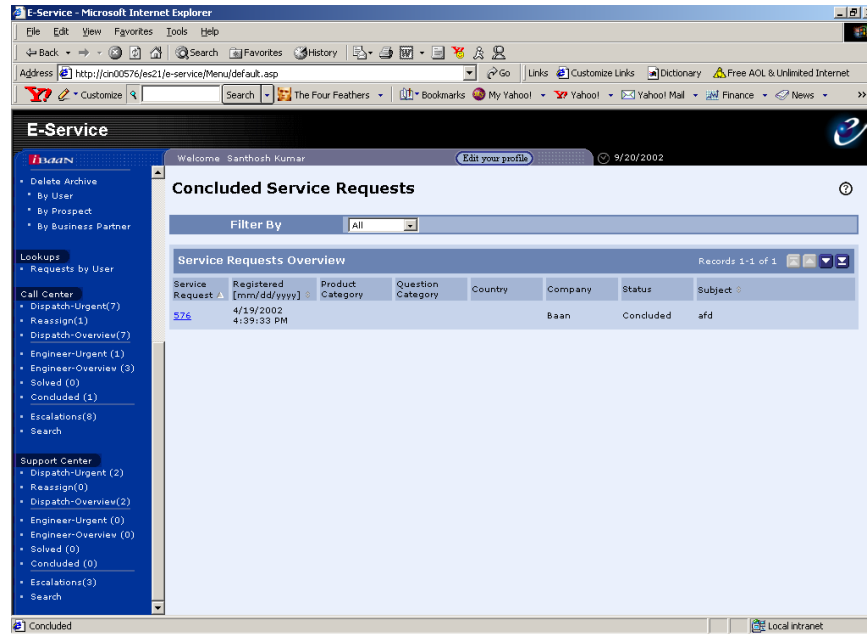 E-Service - Microsoft Internet Explorer
File Edit View Favorites Tools Help
Back Search Favorites History
Address http://cin00576/es21/e-service/Menu/default.asp Go Links Customize Links Dictionary Free AOL & Unlimited Internet
Y! Customize Search The Four Feathers Bookmarks My Yahoo! Yahoo! Yahoo! Mail Finance News »
E-Service
iBaan Welcome Santhosh Kumar Edit your profile 9/20/2002
Delete Archive
By User
By Prospect
By Business Partner
Lookups
Requests by User
Call Center
Dispatch-Urgent(7)
Reassign(1)
Dispatch-Overview(7)
Engineer-Urgent (1)
Engineer-Overview (3)
Solved (0)
Concluded (1)
Escalations(8)
Search
Support Center
Dispatch-Urgent (2)
Reassign(0)
Dispatch-Overview(2)
Engineer-Urgent (0)
Engineer-Overview (0)
Solved (0)
Concluded (0)
Escalations(3)
Search
Concluded Service Requests
Filter By All
Service Requests Overview Records 1-1 of 1
Service Request Registered [mm/dd/yyyy] Product Category Question Category Country Company Status Subject
576 4/19/2002 4:39:33 PM Baan Concluded afd
Concluded Local intranet